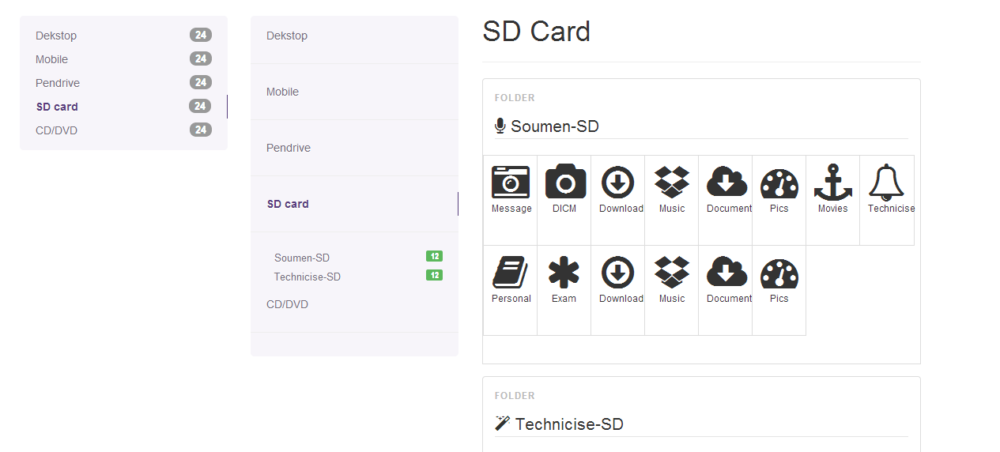 Dekstop 24
Mobile 24
Pendrive 24
SD card 24
CD/DVD 24
Dekstop
Mobile
Pendrive
SD card
Soumen-SD 12
Technicise-SD 12
CD/DVD
SD Card
FOLDER
Soumen-SD
Message DICM Download Music Document Pics Movies Technicise
Personal Exam Download Music Document Pics
FOLDER
Technicise-SD